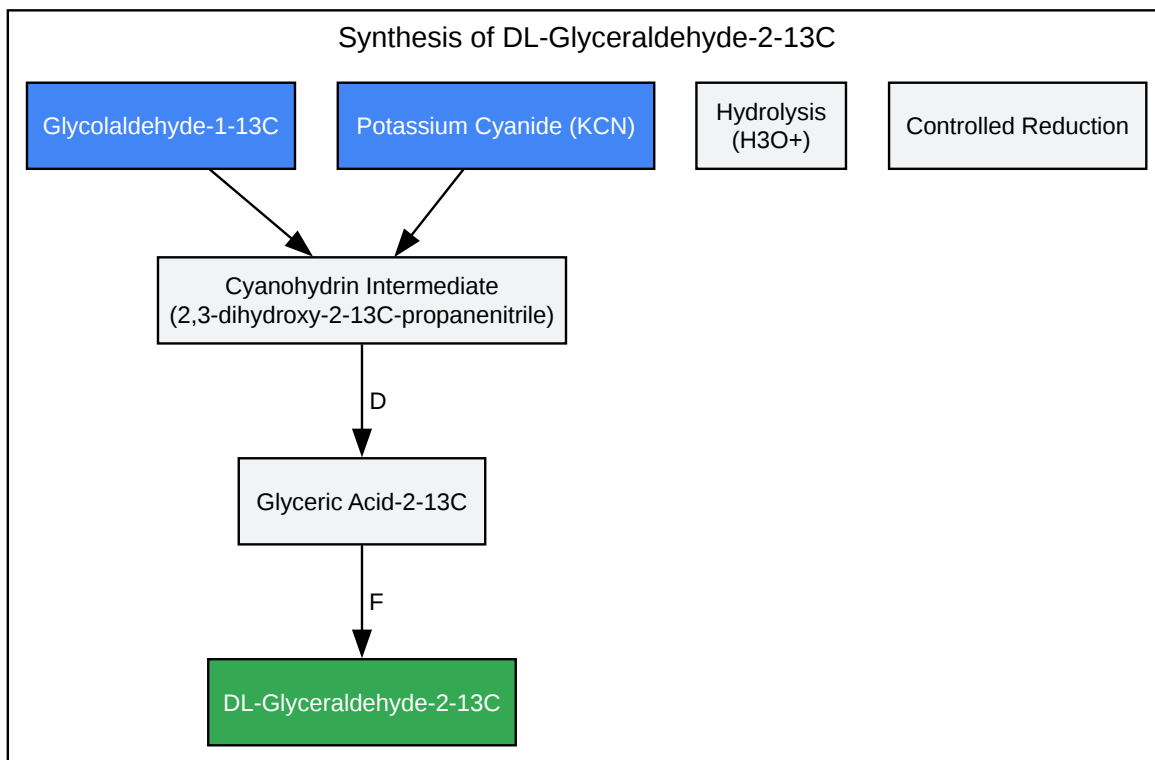 Synthesis of DL-Glyceraldehyde-2-13C
Glycolaldehyde-1-13C
Potassium Cyanide (KCN)
Hydrolysis
(H3O+)
Controlled Reduction
Cyanohydrin Intermediate
(2,3-dihydroxy-2-13C-propanenitrile)
D
Glyceric Acid-2-13C
F
DL-Glyceraldehyde-2-13C